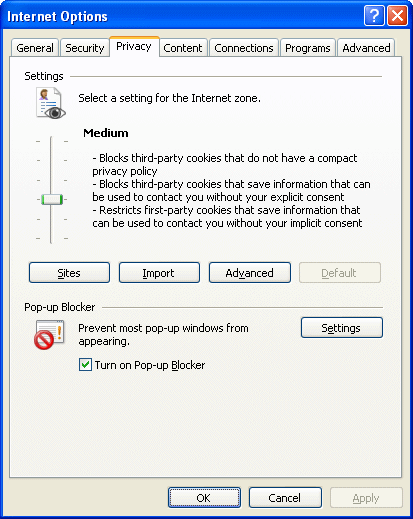 Internet Options
General Security Privacy Content Connections Programs Advanced
Settings
Select a setting for the Internet zone.
Medium
- Blocks third-party cookies that do not have a compact
privacy policy
- Blocks third-party cookies that save information that can
be used to contact you without your explicit consent
- Restricts first-party cookies that save information that
can be used to contact you without your implicit consent
Sites Import Advanced Default
Pop-up Blocker
Prevent most pop-up windows from
appearing.
Settings
Turn on Pop-up Blocker
OK Cancel Apply